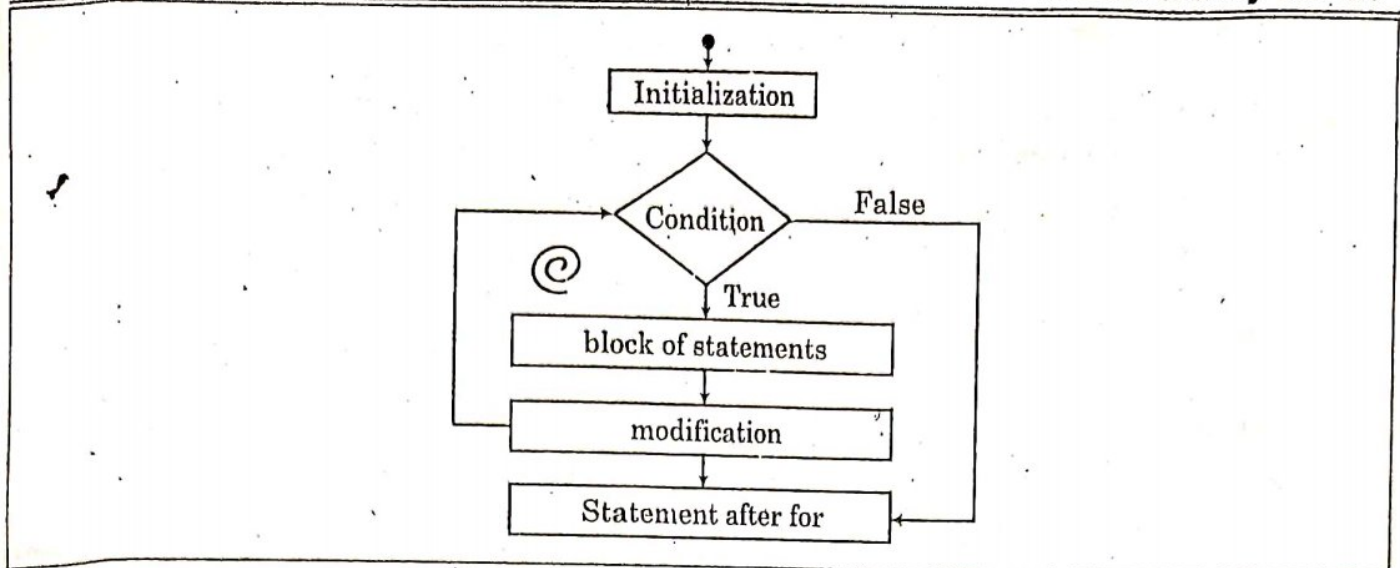 Initialization
Condition
False
True
block of statements
modification
Statement after for